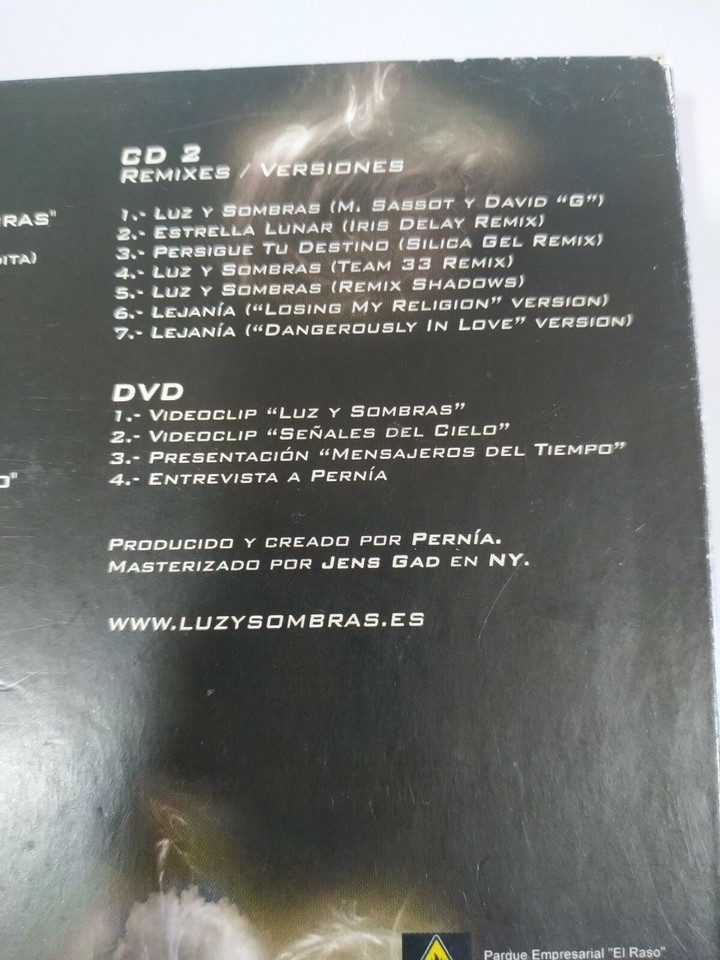 CD 2
REMIXES / VERSIONES
1.- LUZ Y SOMBRAS (M. SASSOT Y DAVID "G")
2.- ESTRELLA LUNAR (IRIS DELAY REMIX)
3.- PERSIGUE TU DESTINO (SILICA GEL REMIX)
4.- LUZ Y SOMBRAS (TEAM 33 REMIX)
5.- LUZ Y SOMBRAS (REMIX SHADOWS)
6.- LEJANÍA ("LOSING MY RELIGION" VERSION)
7.- LEJANÍA ("DANGEROUSLY IN LOVE" VERSION)
DVD
1.- VIDEOCLIP "LUZ Y SOMBRAS"
2.- VIDEOCLIP "SEÑALES DEL CIELO"
3.- PRESENTACIÓN "MENSAJEROS DEL TIEMPO"
4.- ENTREVISTA A PERNÍA
PRODUCIDO Y CREADO POR PERNÍA.
MASTERIZADO POR JENS GAD EN NY.
WWW.LUZYSOMBRAS.ES
Parque Empresarial "El Raso"